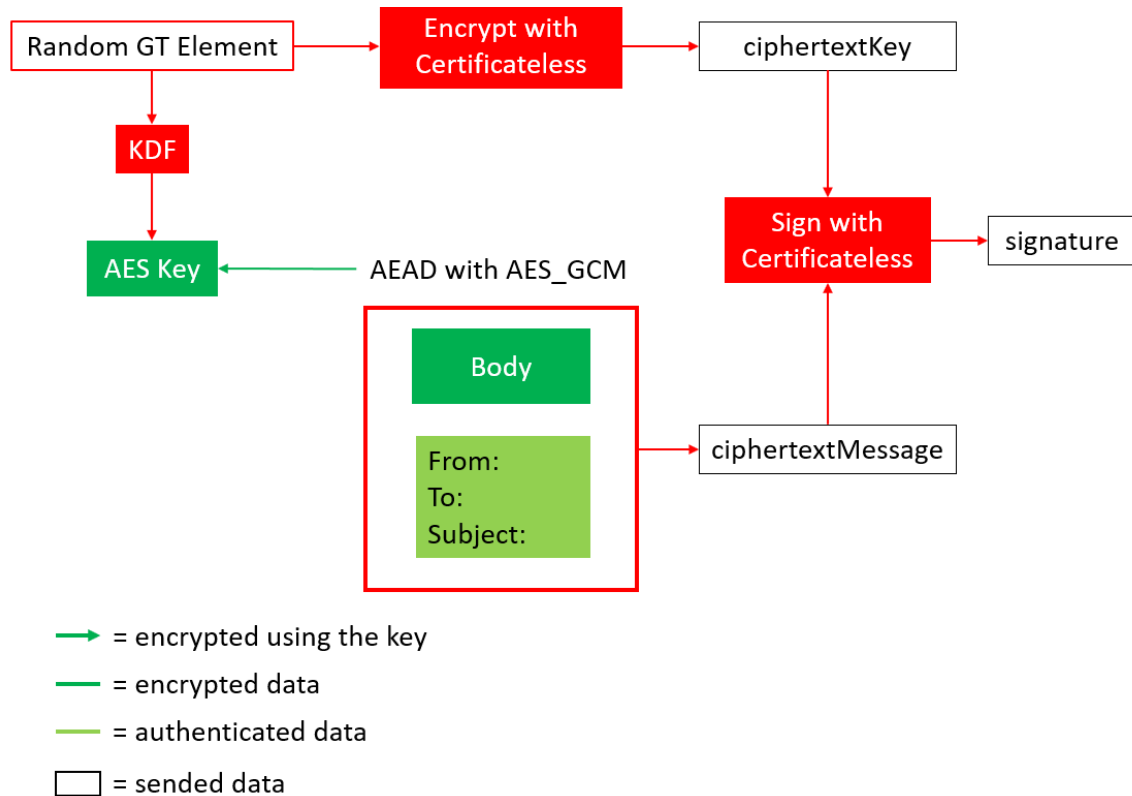 Random GT Element
Encrypt with
Certificateless
ciphertextKey
KDF
Sign with
Certificateless
signature
AES Key
AEAD with AES_GCM
Body
From:
To:
Subject:
ciphertextMessage
= encrypted using the key
= encrypted data
= authenticated data
= sended data